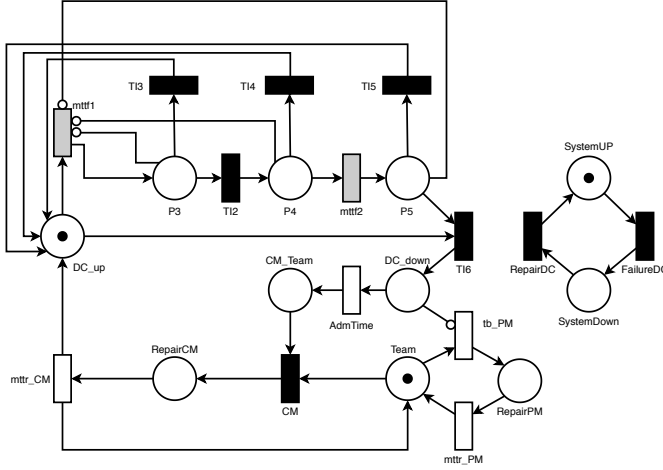 mttf1
TI3
TI4
TI5
SystemUP
P3
TI2
P4
mttf2
P5
DC_up
TI6
RepairDC
FailureDC
CM_Team
DC_down
AdmTime
tb_PM
SystemDown
RepairCM
Team
mttr_CM
CM
RepairPM
mttr_PM